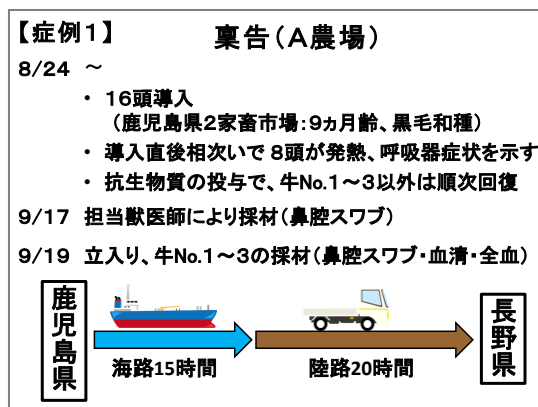 【症例１】
稟告（Ａ農場）
8/24 ～
・ 16頭導入
（鹿児島県２家畜市場：９ヵ月齢、黒毛和種）
・ 導入直後相次いで 8頭が発熱、呼吸器症状を示す
・ 抗生物質の投与で、牛No.1～3以外は順次回復
9/17 担当獣医師により採材（鼻腔スワブ）
9/19 立入り、牛No.1～3の採材（鼻腔スワブ・血清・全血）
鹿児島県
海路15時間
陸路20時間
長野県